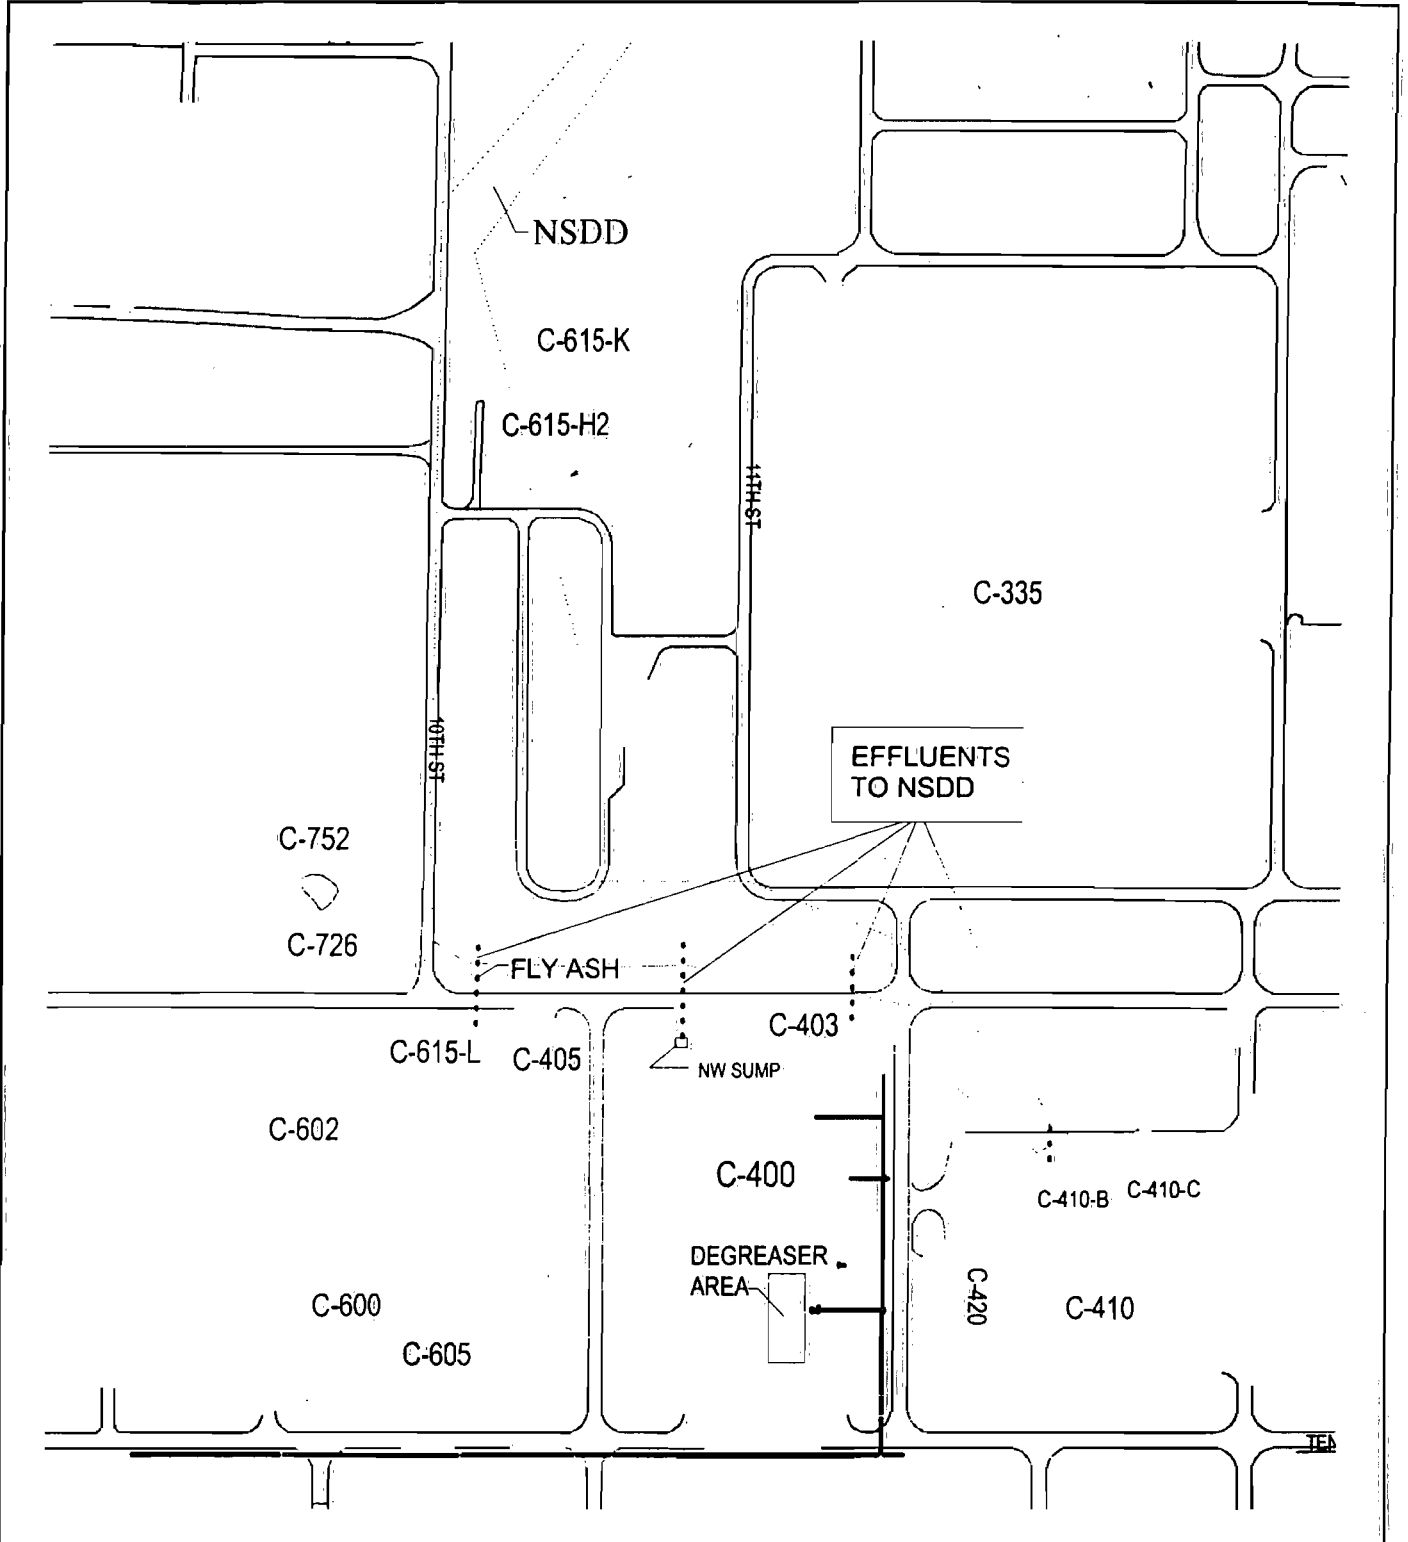 NSDD
C-615-K
C-615-H2
11TH ST
C-335
10TH ST
EFFLUENTS
TO NSDD
C-752
C-726
FLY ASH
C-403
C-615-L
C-405
NW SUMP
C-602
C-400
C-410-B
C-410-C
DEGREASER
AREA
C-420
C-600
C-410
C-605